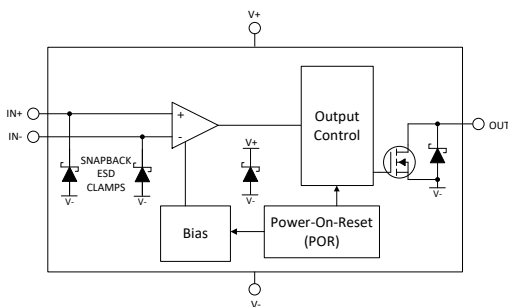 V+
IN+
IN-
+
-
SNAPBACK
ESD
CLAMPS
V-
V-
V+
V-
Output
Control
OUT
V-
Bias
Power-On-Reset
(POR)
V-